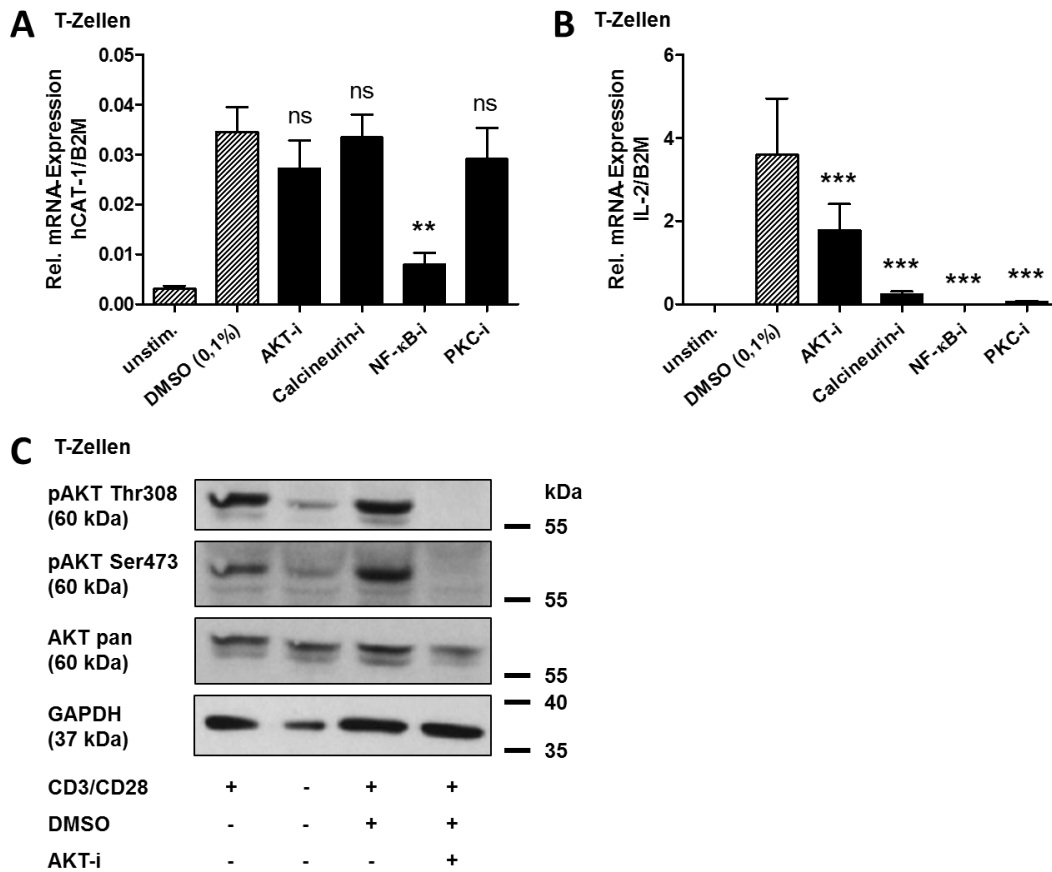 A T-Zellen
Rel. mRNA-Expression
hCAT-1/B2M
0.05
0.04
0.03
0.02
0.01
0.00
ns
ns
**
ns
unstim.
DMSO (0,1%)
AKT-i
Calcineurin-i
NF-κB-i
PKC-i
B T-Zellen
Rel. mRNA-Expression
IL-2/B2M
6
4
2
0
***
***
***
***
unstim.
DMSO (0,1%)
AKT-i
Calcineurin-i
NF-κB-i
PKC-i
C T-Zellen
kDa
pAKT Thr308
(60 kDa)
55
pAKT Ser473
(60 kDa)
55
AKT pan
(60 kDa)
55
40
GAPDH
(37 kDa)
35
CD3/CD28 + - + +
DMSO - - + +
AKT-i - - - +